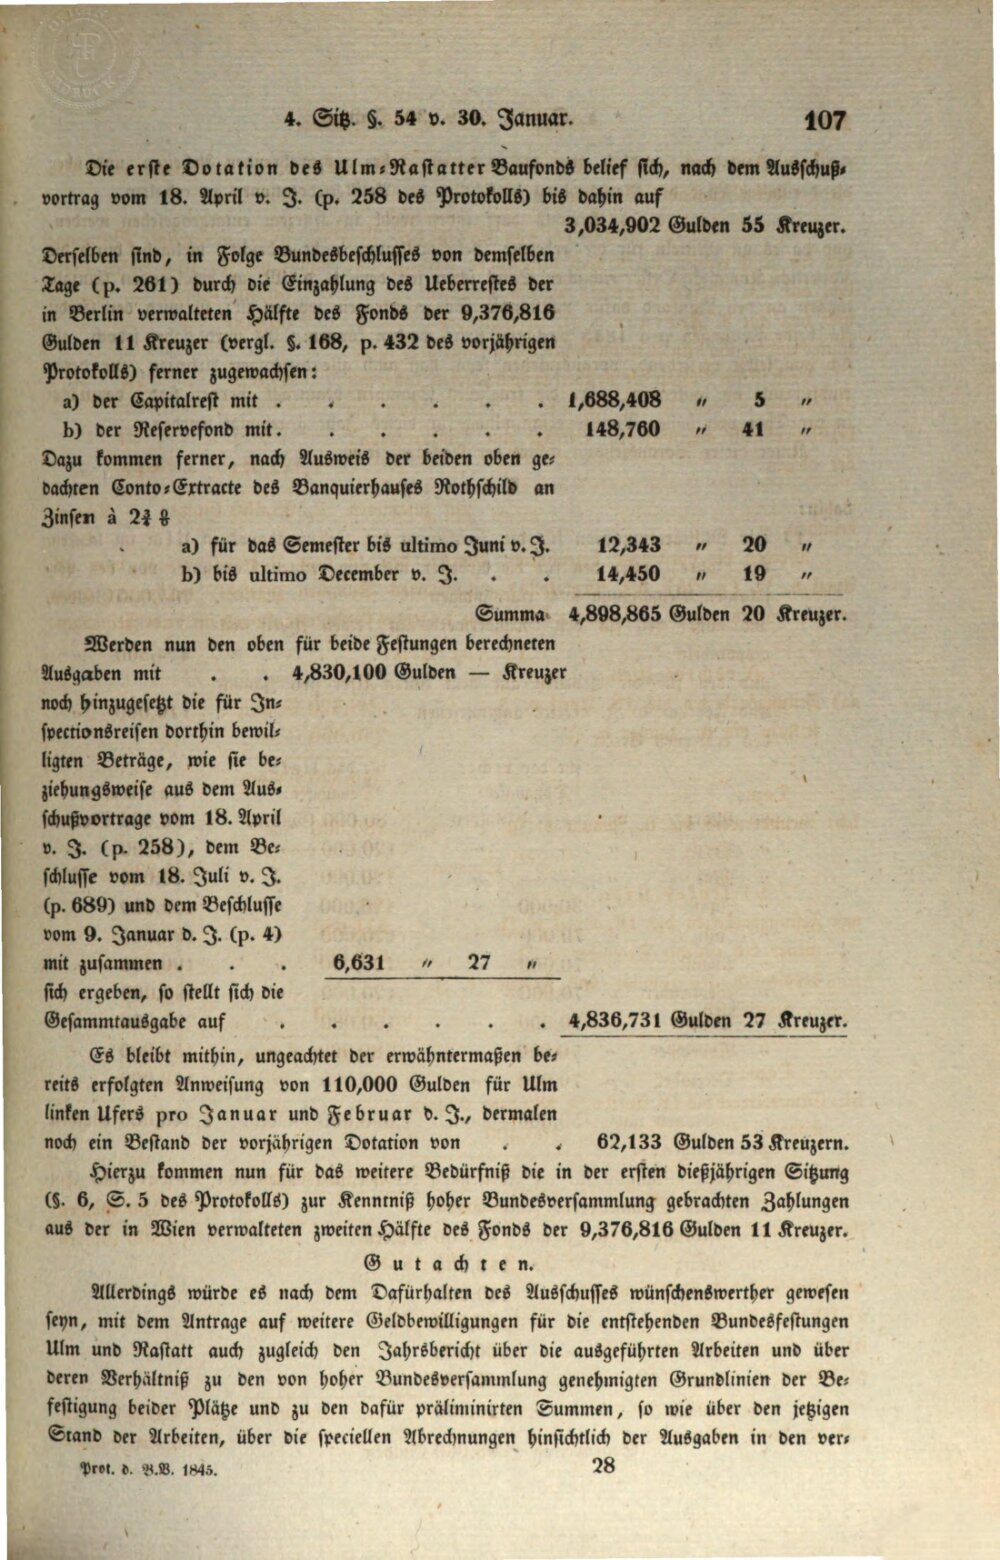 4. Sitz. §. 54 v. 30. Januar. 107
Die erste Dotation des Ulm-Rastatter Baufonds belief sich, nach dem Ausschuß-
vortrag vom 18. April v. J. (p. 258 des Protokolls) bis dahin auf
3,034,902 Gulden 55 Kreuzer.
Derselben sind, in Folge Bundesbeschlusses von demselben
Tage (p. 261) durch die Einzahlung des Ueberrestes der
in Berlin verwalteten Hälfte des Fonds der 9,376,816
Gulden 11 Kreuzer (vergl. §. 168, p. 432 des vorjährigen
Protokolls) ferner zugewachsen:
a) der Capitalrest mit . . . . . . 1,688,408 " 5 "
b) der Reservefond mit . . . . . . 148,760 " 41 "
Dazu kommen ferner, nach Ausweis der beiden oben ge-
dachten Conto-Extracte des Banquierhauses Rothschild an
Zinsen à 2¾ %
a) für das Semester bis ultimo Juni v. J. 12,343 " 20 "
b) bis ultimo December v. J. . . 14,450 " 19 "
Summa 4,898,865 Gulden 20 Kreuzer.
Werden nun den oben für beide Festungen berechneten
Ausgaben mit . . 4,830,100 Gulden — Kreuzer
noch hinzugesetzt die für In-
spectionsreisen dorthin bewil-
ligten Beträge, wie sie be-
ziehungsweise aus dem Aus-
schußvortrage vom 18. April
v. J. (p. 258), dem Be-
schlusse vom 18. Juli v. J.
(p. 689) und dem Beschlusse
vom 9. Januar d. J. (p. 4)
mit zusammen . . . 6,631 " 27 "
sich ergeben, so stellt sich die
Gesammtausgabe auf . . . . . . 4,836,731 Gulden 27 Kreuzer.
Es bleibt mithin, ungeachtet der erwähntermaßen be-
reits erfolgten Anweisung von 110,000 Gulden für Ulm
linken Ufers pro Januar und Februar d. J., dermalen
noch ein Bestand der vorjährigen Dotation von . . 62,133 Gulden 53 Kreuzern.
Hierzu kommen nun für das weitere Bedürfniß die in der ersten dießjährigen Sitzung
(§. 6, S. 5 des Protokolls) zur Kenntniß hoher Bundesversammlung gebrachten Zahlungen
aus der in Wien verwalteten zweiten Hälfte des Fonds der 9,376,816 Gulden 11 Kreuzer.
Gutachten.
Allerdings würde es nach dem Dafürhalten des Ausschusses wünschenswerther gewesen
seyn, mit dem Antrage auf weitere Geldbewilligungen für die entstehenden Bundesfestungen
Ulm und Rastatt auch zugleich den Jahrsbericht über die ausgeführten Arbeiten und über
deren Verhältniß zu den von hoher Bundesversammlung genehmigten Grundlinien der Be-
festigung beider Plätze und zu den dafür präliminirten Summen, so wie über den jetzigen
Stand der Arbeiten, über die speciellen Abrechnungen hinsichtlich der Ausgaben in den ver-
Prot. d. B.V. 1845. 28